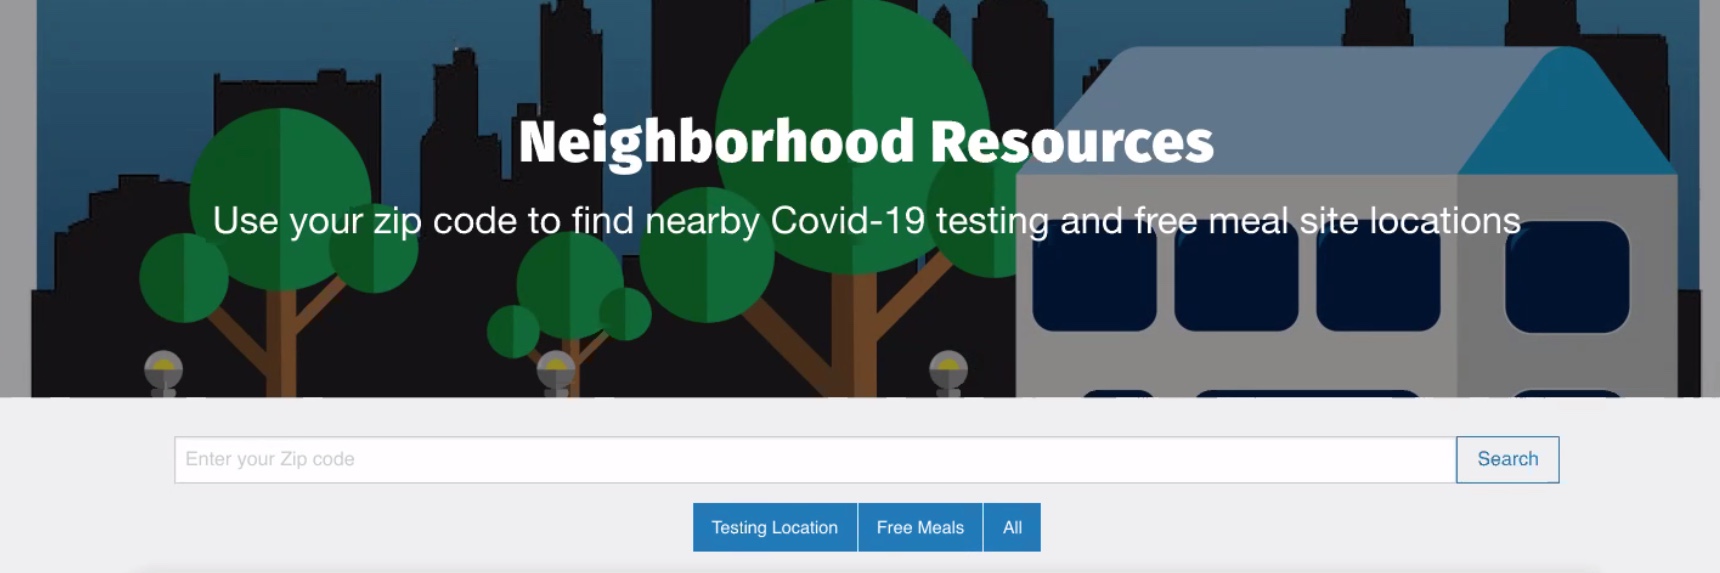 Neighborhood Resources
Use your zip code to find nearby Covid-19 testing and free meal site locations
Enter your Zip code
Search
Testing Location
Free Meals
All